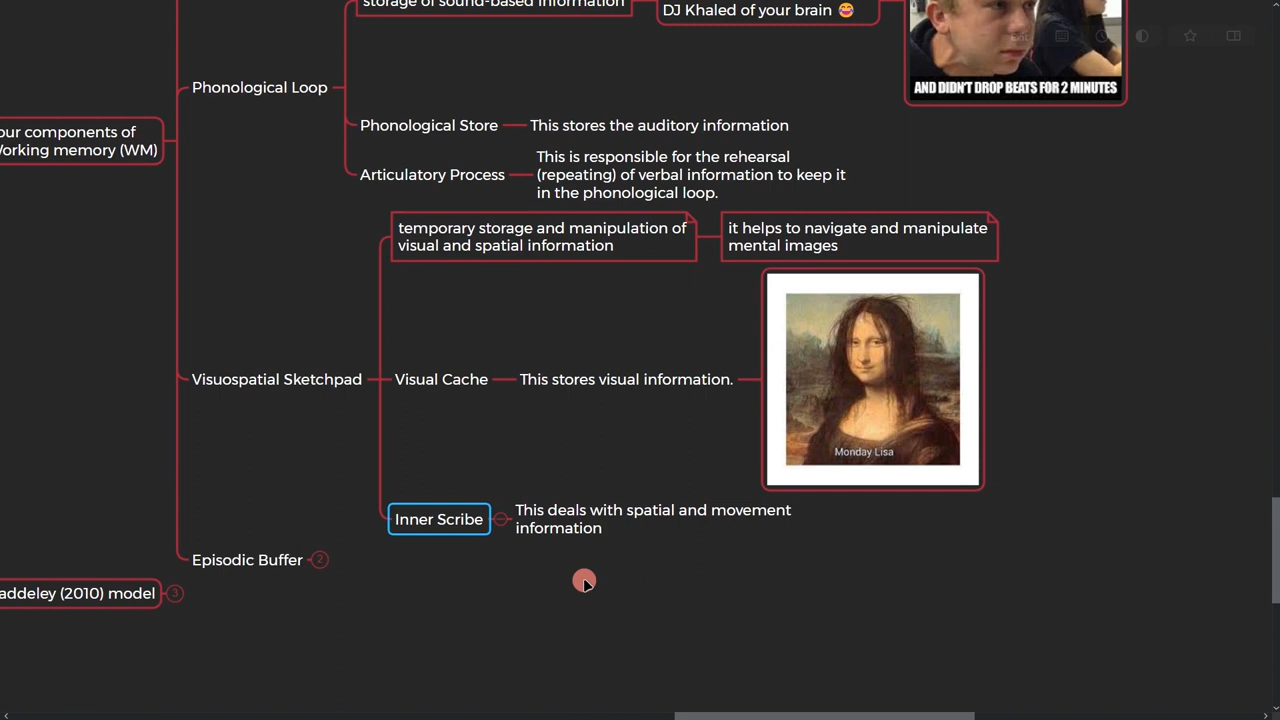 storage of sound-based information
DJ Khaled of your brain 😂
AND DIDN'T DROP BEATS FOR 2 MINUTES
Phonological Loop
our components of
Working memory (WM)
Phonological Store
This stores the auditory information
Articulatory Process
This is responsible for the rehearsal
(repeating) of verbal information to keep it
in the phonological loop.
temporary storage and manipulation of
visual and spatial information
it helps to navigate and manipulate
mental images
Visuospatial Sketchpad
Visual Cache
This stores visual information.
Monday Lisa
Inner Scribe
This deals with spatial and movement
information
Episodic Buffer
2
addeley (2010) model
3